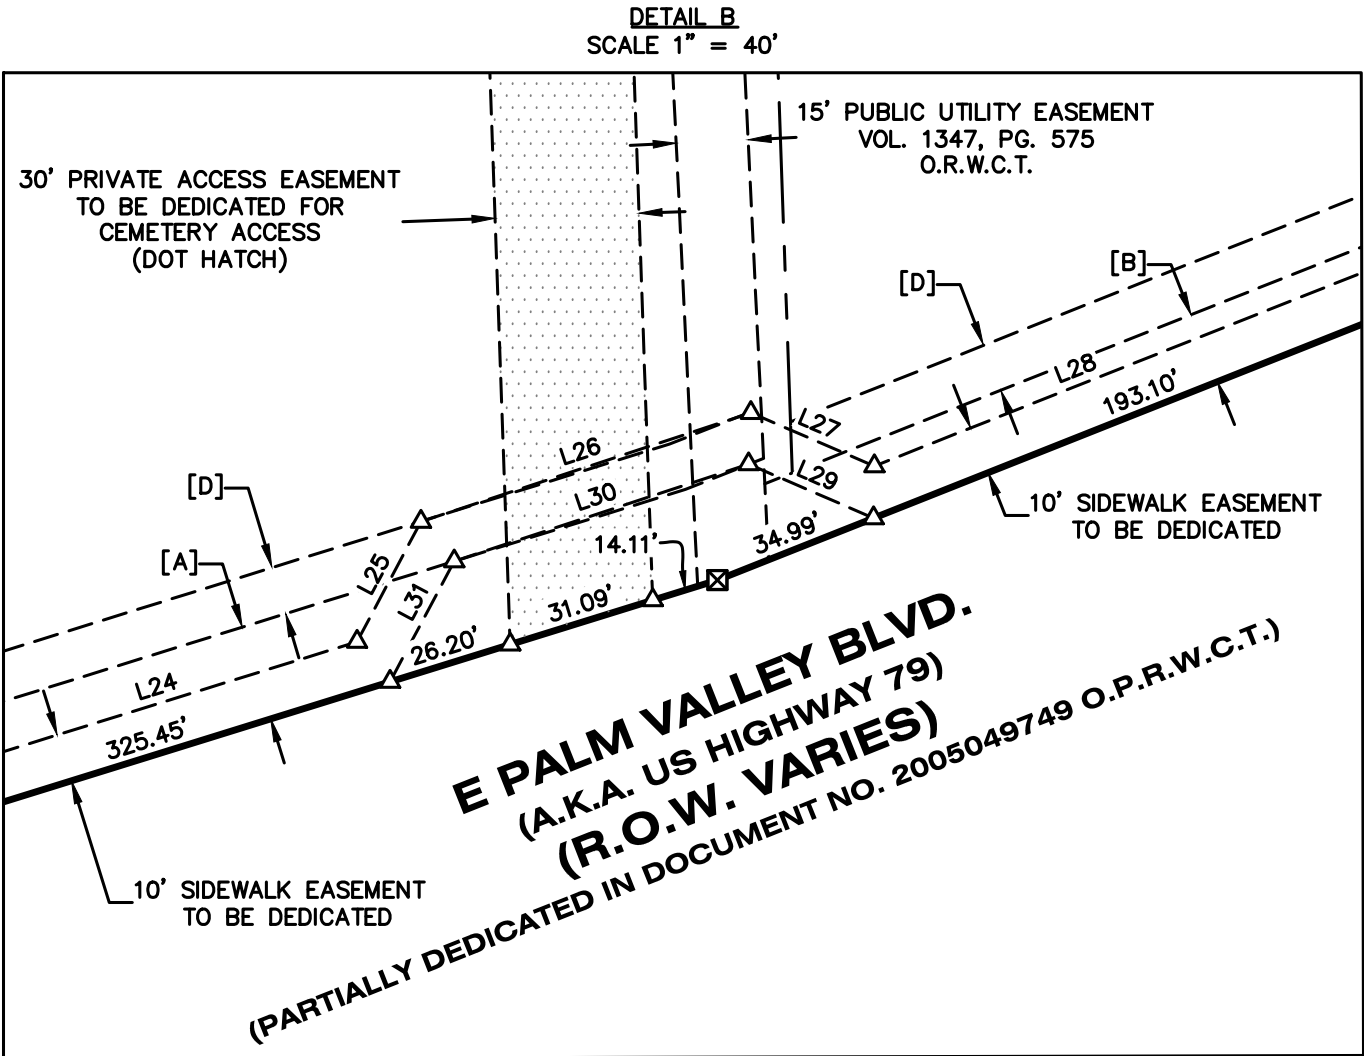 DETAIL B
SCALE 1" = 40'
15' PUBLIC UTILITY EASEMENT
VOL. 1347, PG. 575
O.R.W.C.T.
30' PRIVATE ACCESS EASEMENT
TO BE DEDICATED FOR
CEMETERY ACCESS
(DOT HATCH)
[D]
[B]
L28
193.10'
L27
L26
L29
L30
[D]
10' SIDEWALK EASEMENT
TO BE DEDICATED
34.99'
14.11'
[A]
L25
L31
31.09'
26.20'
L24
325.45'
E PALM VALLEY BLVD.
(A.K.A. US HIGHWAY 79)
(R.O.W. VARIES)
(PARTIALLY DEDICATED IN DOCUMENT NO. 2005049749 O.P.R.W.C.T.)
10' SIDEWALK EASEMENT
TO BE DEDICATED